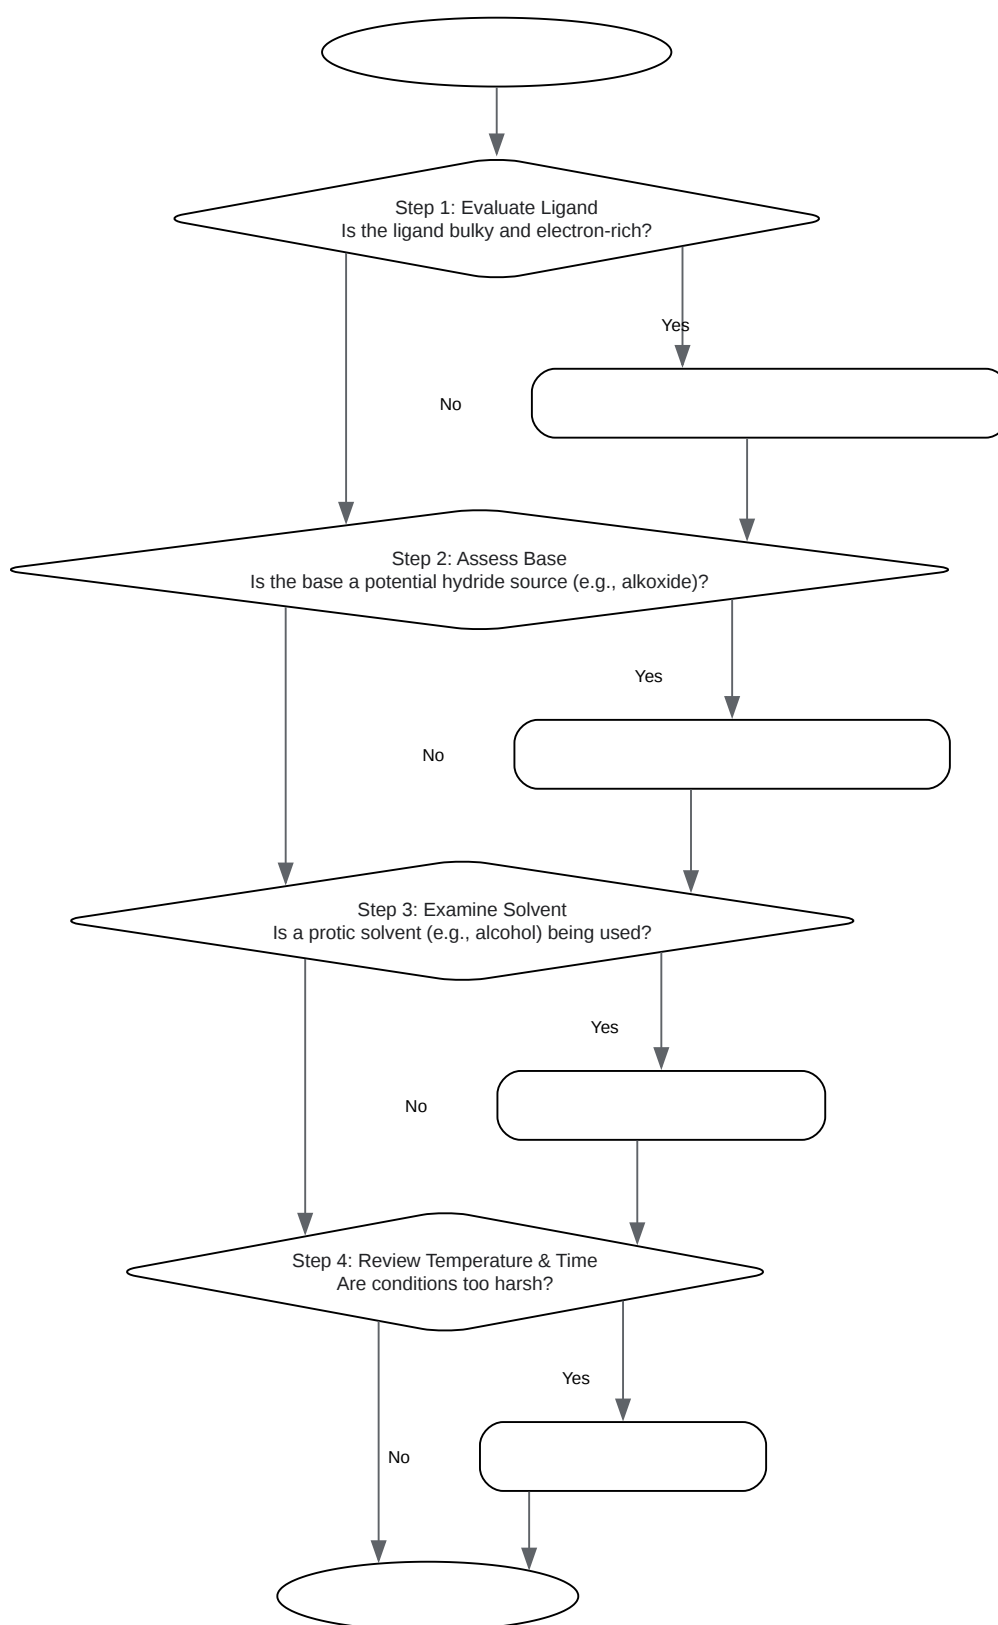 Step 1: Evaluate Ligand
Is the ligand bulky and electron-rich?
Yes
No
Step 2: Assess Base
Is the base a potential hydride source (e.g., alkoxide)?
Yes
No
Step 3: Examine Solvent
Is a protic solvent (e.g., alcohol) being used?
Yes
No
Step 4: Review Temperature & Time
Are conditions too harsh?
Yes
No